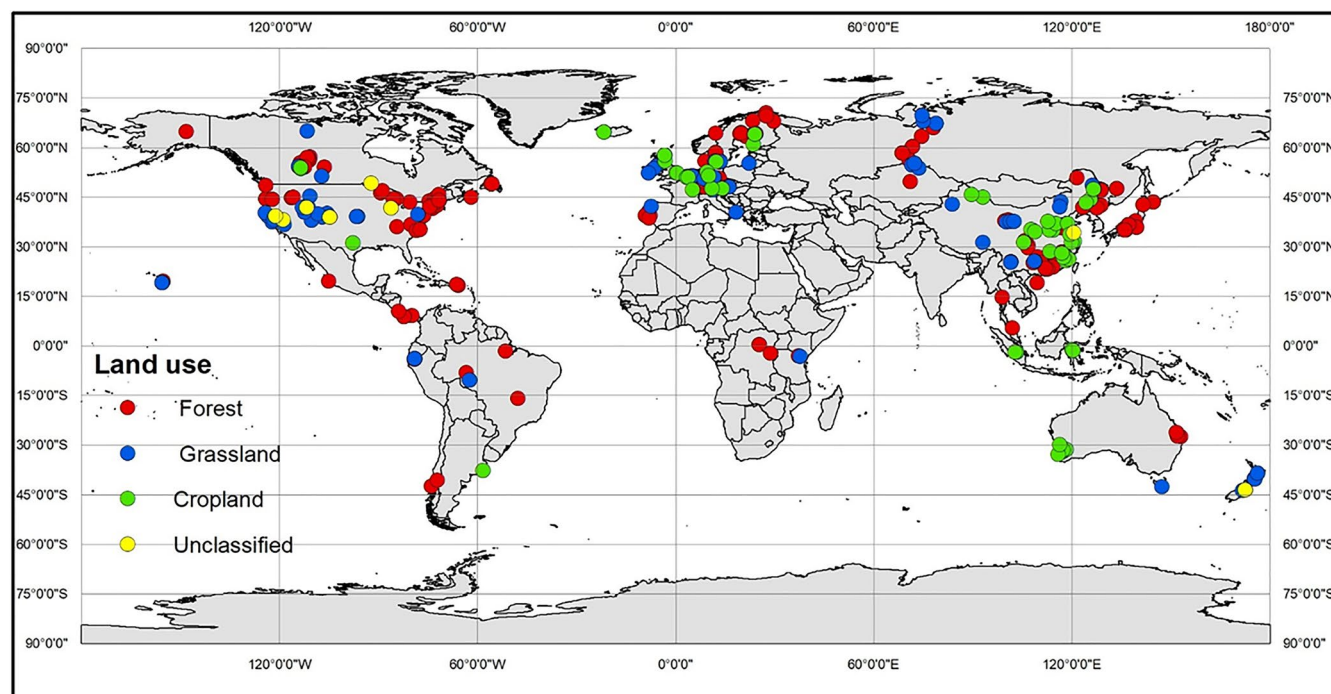 120°0'0"W 60°0'0"W 0°0'0" 60°0'0"E 120°0'0"E 180°0'0"
90°0'0"
75°0'0"N 75°0'0"N
60°0'0"N 60°0'0"N
45°0'0"N 45°0'0"N
30°0'0"N 30°0'0"N
15°0'0"N 15°0'0"N
0°0'0" 0°0'0"
Land use
15°0'0"S 15°0'0"S
Forest
30°0'0"S 30°0'0"S
Grassland
45°0'0"S 45°0'0"S
Cropland
60°0'0"S 60°0'0"S
Unclassified
75°0'0"S 75°0'0"S
90°0'0"
120°0'0"W 60°0'0"W 0°0'0" 60°0'0"E 120°0'0"E 180°0'0"